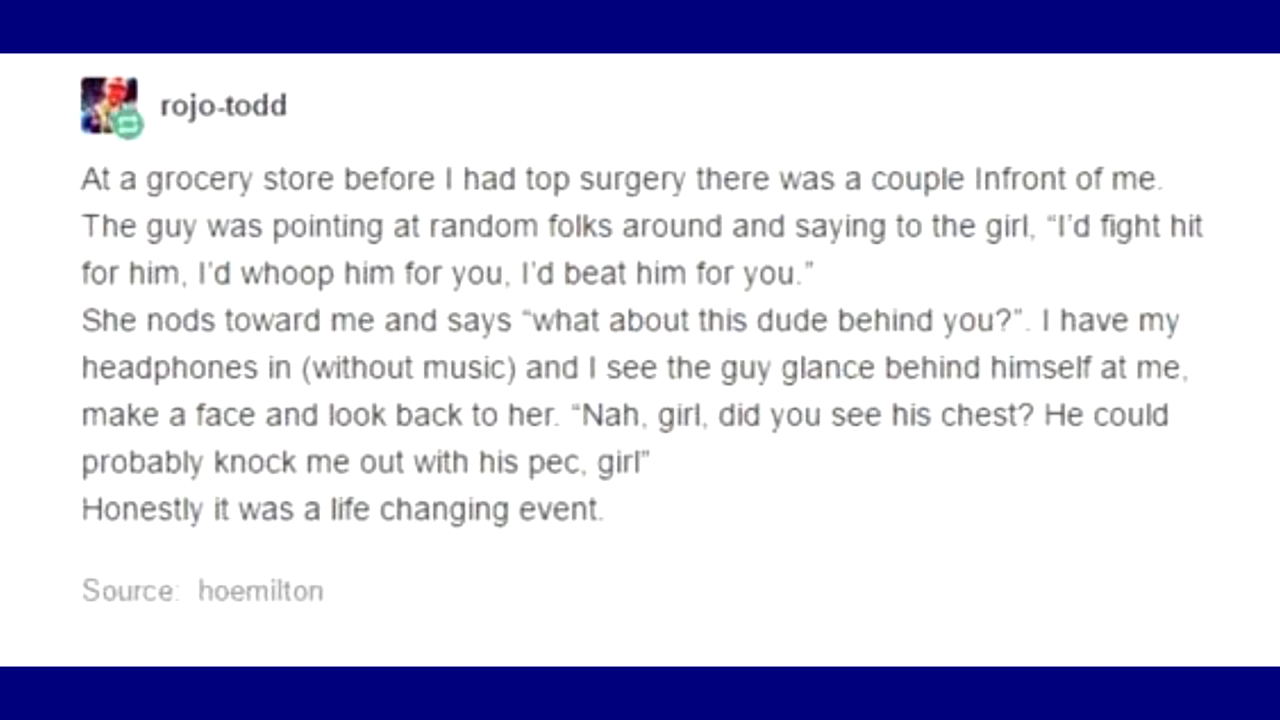 rojo-todd
At a grocery store before I had top surgery there was a couple Infront of me.
The guy was pointing at random folks around and saying to the girl, “I’d fight hit
for him, I’d whoop him for you, I’d beat him for you.”
She nods toward me and says “what about this dude behind you?”. I have my
headphones in (without music) and I see the guy glance behind himself at me,
make a face and look back to her. “Nah, girl, did you see his chest? He could
probably knock me out with his pec, girl”
Honestly it was a life changing event.
Source: hoemilton